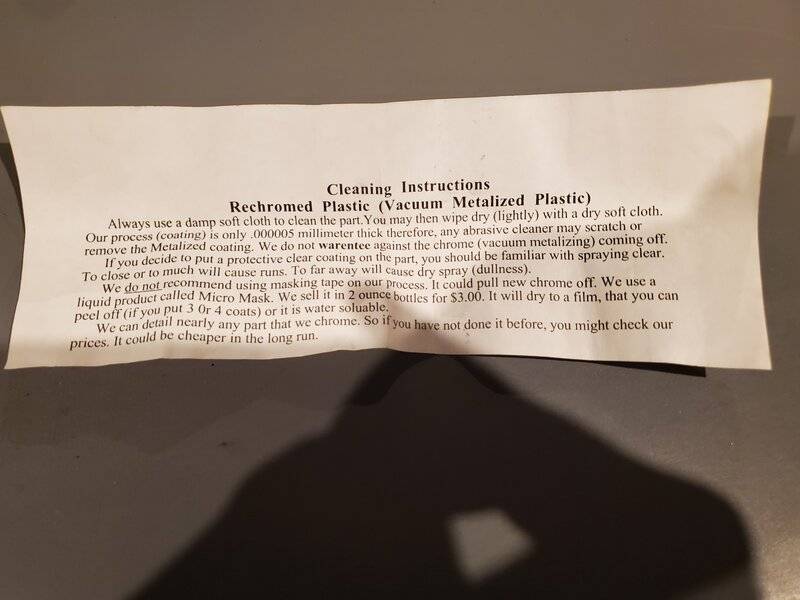 Cleaning Instructions
Rechromed Plastic (Vacuum Metalized Plastic)
Always use a damp soft cloth to clean the part.You may then wipe dry (lightly) with a dry soft cloth.
Our process (coating) is only .000005 millimeter thick therefore, any abrasive cleaner may scratch or
remove the Metalized coating. We do not warentee against the chrome (vacuum metalizing) coming off.
If you decide to put a protective clear coating on the part, you should be familiar with spraying clear.
To close or to much will cause runs. To far away will cause dry spray (dullness).
We do not recommend using masking tape on our process. It could pull new chrome off. We use a
liquid product called Micro Mask. We sell it in 2 ounce bottles for $3.00. It will dry to a film, that you can
peel off (if you put 3 0r 4 coats) or it is water soluable.
We can detail nearly any part that we chrome. So if you have not done it before, you might check our
prices. It could be cheaper in the long run.